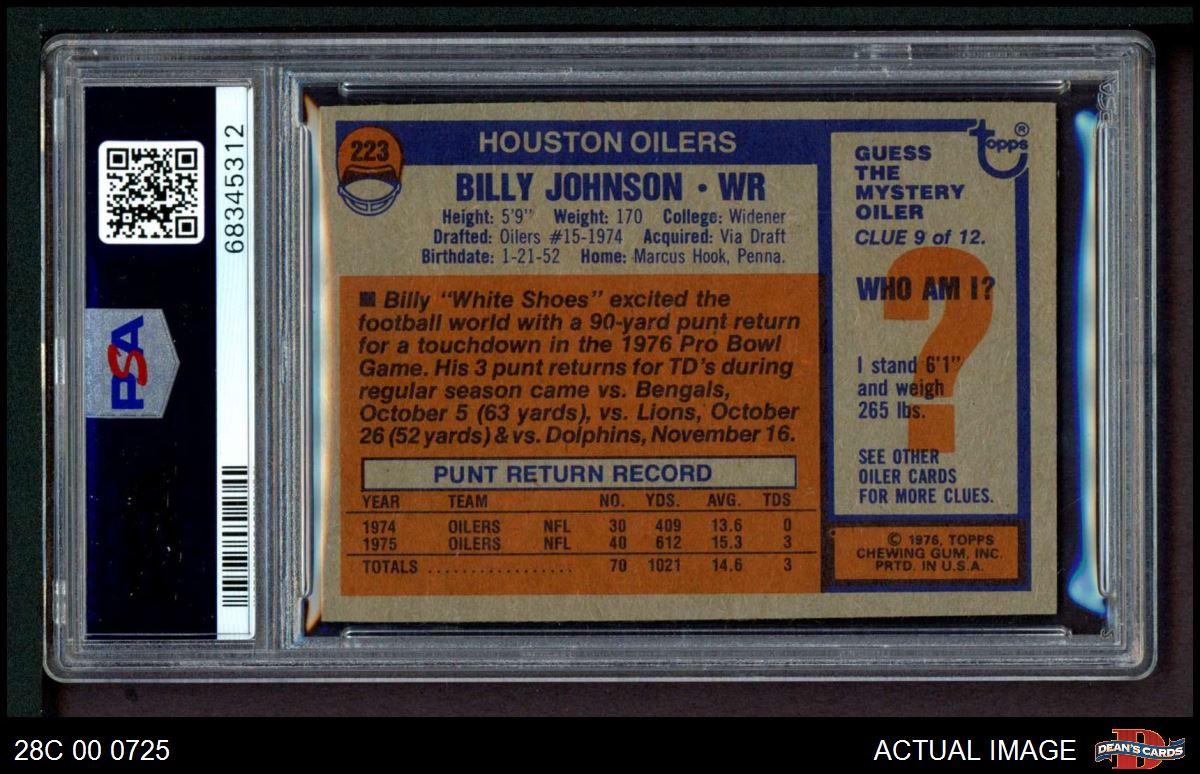 68345312
PSA
223
HOUSTON OILERS
BILLY JOHNSON • WR
Height: 5'9" Weight: 170 College: Widener
Drafted: Oilers #15-1974 Acquired: Via Draft
Birthdate: 1-21-52 Home: Marcus Hook, Penna.
■ Billy "White Shoes" excited the
football world with a 90-yard punt return
for a touchdown in the 1976 Pro Bowl
Game. His 3 punt returns for TD's during
regular season came vs. Bengals,
October 5 (63 yards), vs. Lions, October
26 (52 yards) & vs. Dolphins, November 16.
PUNT RETURN RECORD
YEAR TEAM NO. YDS. AVG. TDS
1974 OILERS NFL 30 409 13.6 0
1975 OILERS NFL 40 612 15.3 3
TOTALS .................. 70 1021 14.6 3
topps®
GUESS
THE
MYSTERY
OILER
CLUE 9 of 12.
WHO AM I?
?
I stand 6'1"
and weigh
265 lbs.
SEE OTHER
OILER CARDS
FOR MORE CLUES.
© 1976, TOPPS
CHEWING GUM, INC.
PRTD. IN U.S.A.
PSA
28C 00 0725
ACTUAL IMAGE
D
DEAN'S CARDS